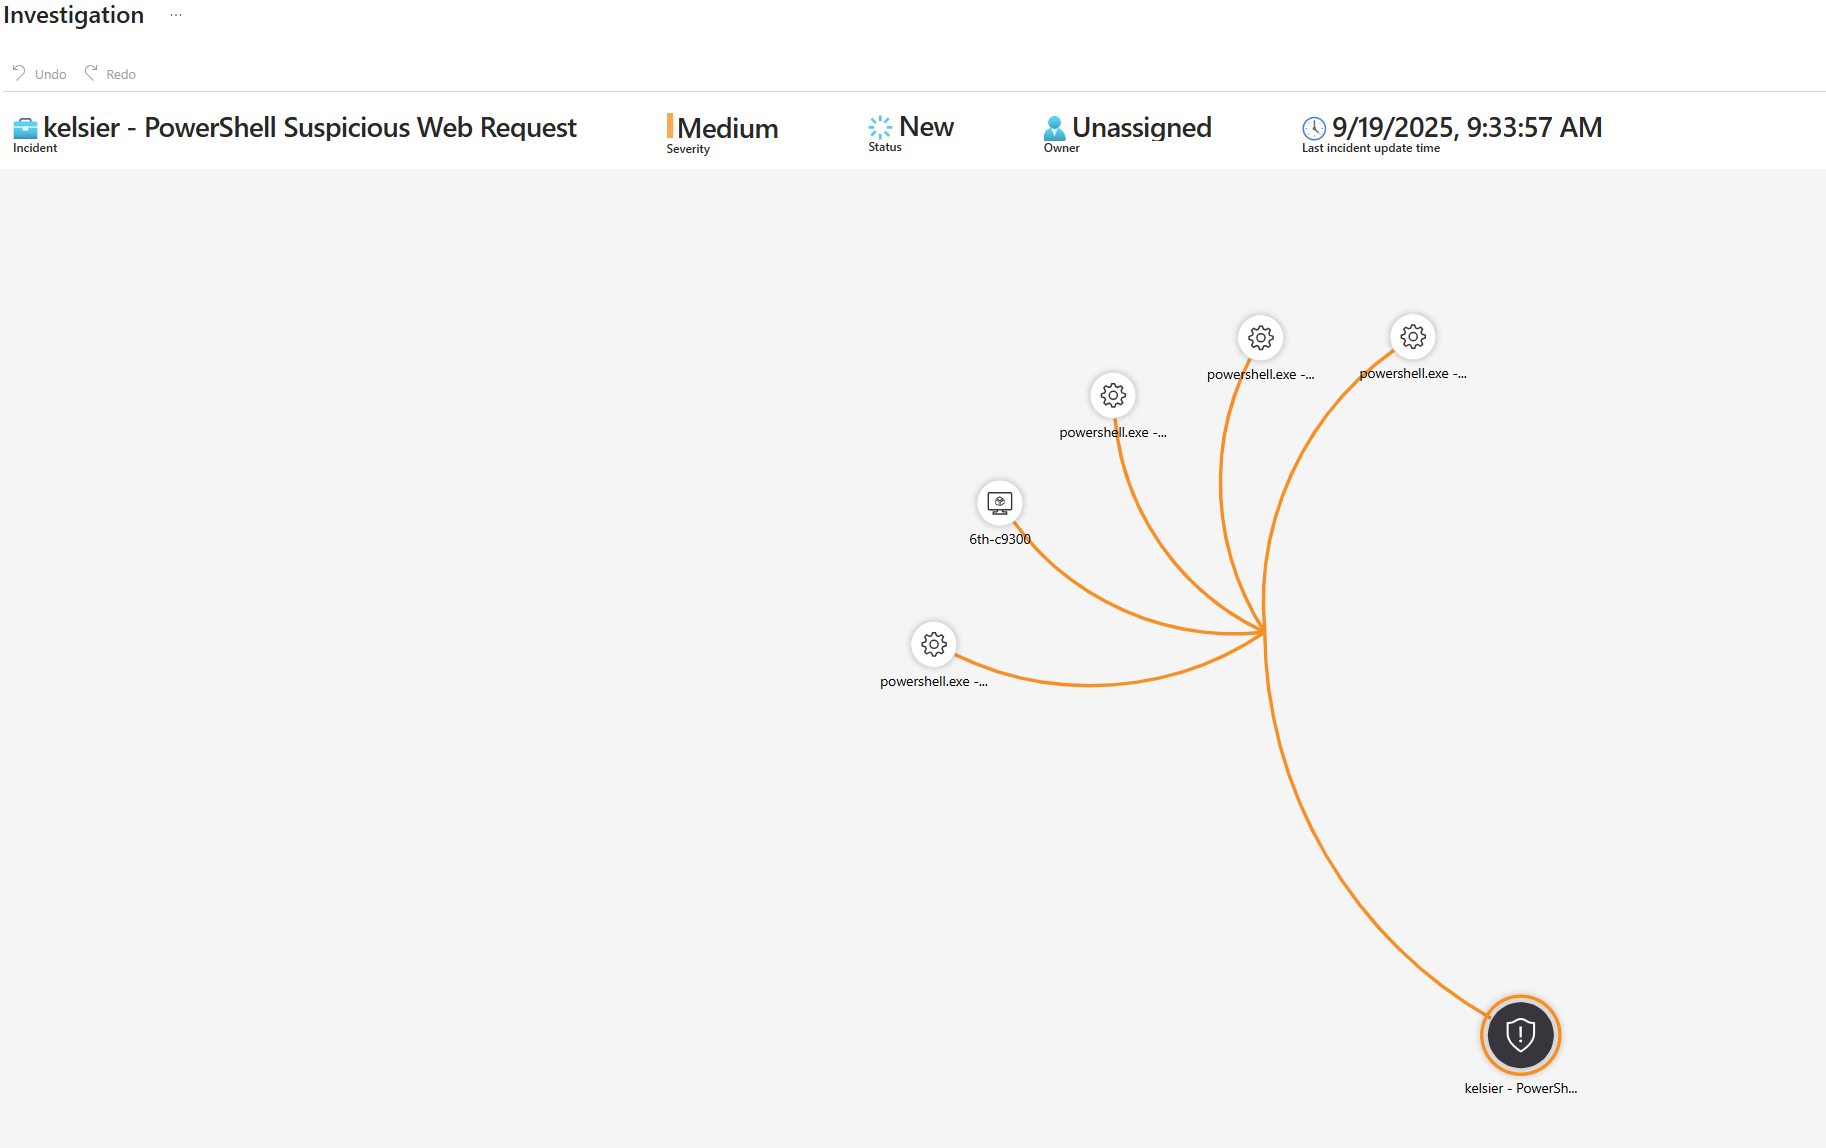 Investigation ...
Undo Redo
kelsier - PowerShell Suspicious Web Request
Incident
Medium
Severity
New
Status
Unassigned
Owner
9/19/2025, 9:33:57 AM
Last incident update time
powershell.exe -...
powershell.exe -...
powershell.exe -...
6th-c9300
powershell.exe -...
kelsier - PowerSh...